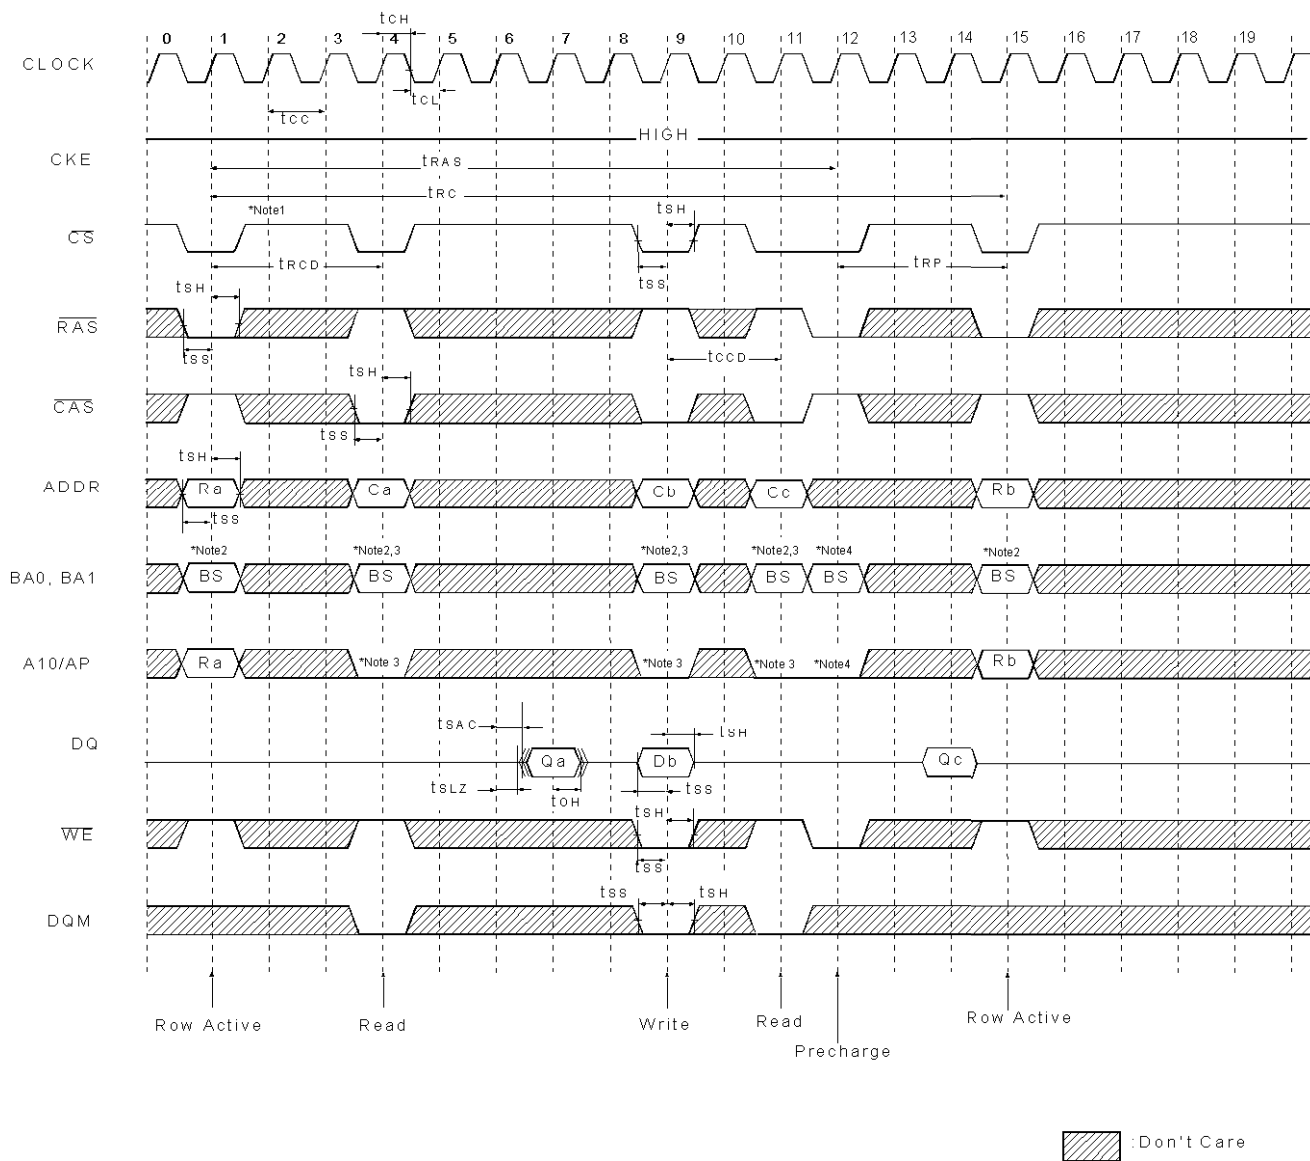 tCH
0 1 2 3 4 5 6 7 8 9 10 11 12 13 14 15 16 17 18 19
CLOCK
tCL
tCC
HIGH
CKE
tRAS
tRC
*Note1
tSH
CS
tRCD
tRP
tSS
tSH
RAS
tSS
tCCD
tSH
CAS
tSS
tSH
ADDR Ra Ca Cb Cc Rb
tSS
*Note2 *Note2,3 *Note2,3 *Note2,3 *Note4 *Note2
BA0, BA1 BS BS BS BS BS BS
A10/AP Ra *Note 3 *Note 3 *Note 3 *Note4 Rb
tSAC
tSH
DQ
Qa Db Qc
tSLZ tOH tSS
tSH
WE
tSS
tSS tSH
DQM
Row Active Read Write Read Row Active
Precharge
:Don't Care